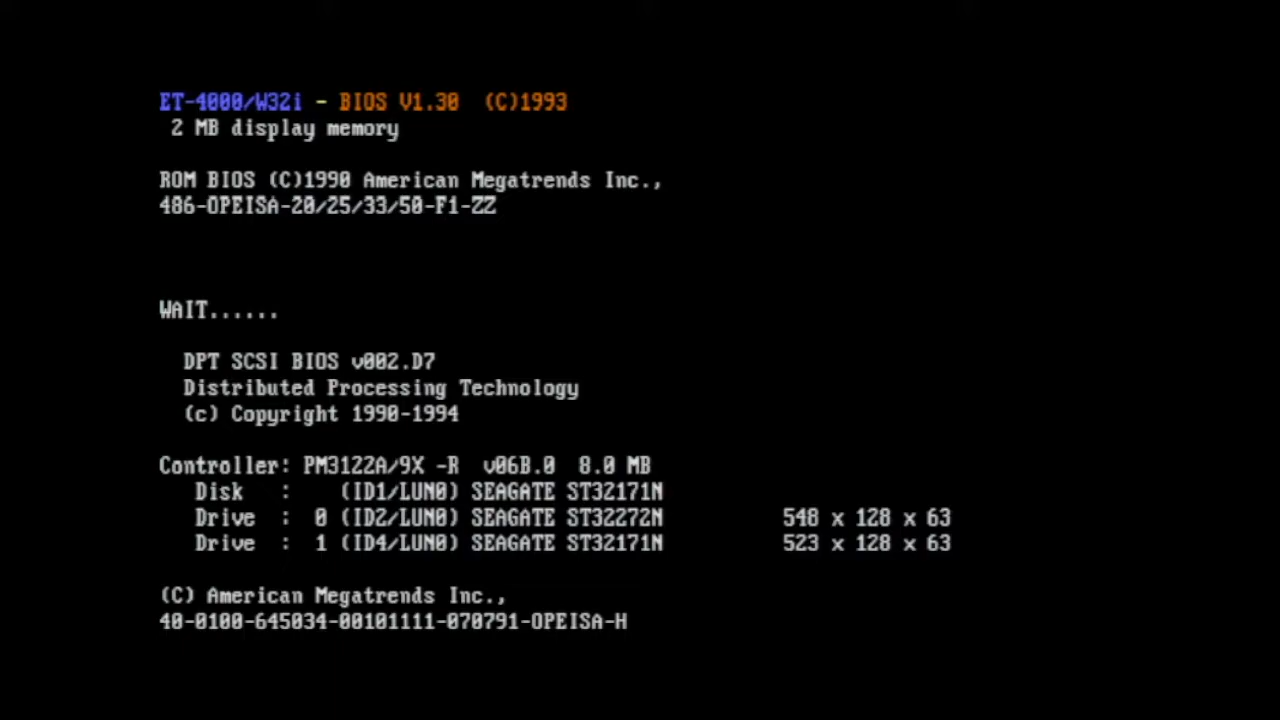 ET-4000/W32i - BIOS V1.30  (C)1993
2 MB display memory
ROM BIOS (C)1990 American Megatrends Inc.,
486-OPEISA-20/25/33/50-F1-ZZ
WAIT......
DPT SCSI BIOS v002.D7
Distributed Processing Technology
(c) Copyright 1990-1994
Controller: PM3122A/9X -R  v06B.0  8.0 MB
Disk   :    (ID1/LUN0) SEAGATE ST32171N
Drive  :  0 (ID2/LUN0) SEAGATE ST32272N          548 x 128 x 63
Drive  :  1 (ID4/LUN0) SEAGATE ST32171N          523 x 128 x 63
(C) American Megatrends Inc.,
40-0100-645034-00101111-070791-OPEISA-H